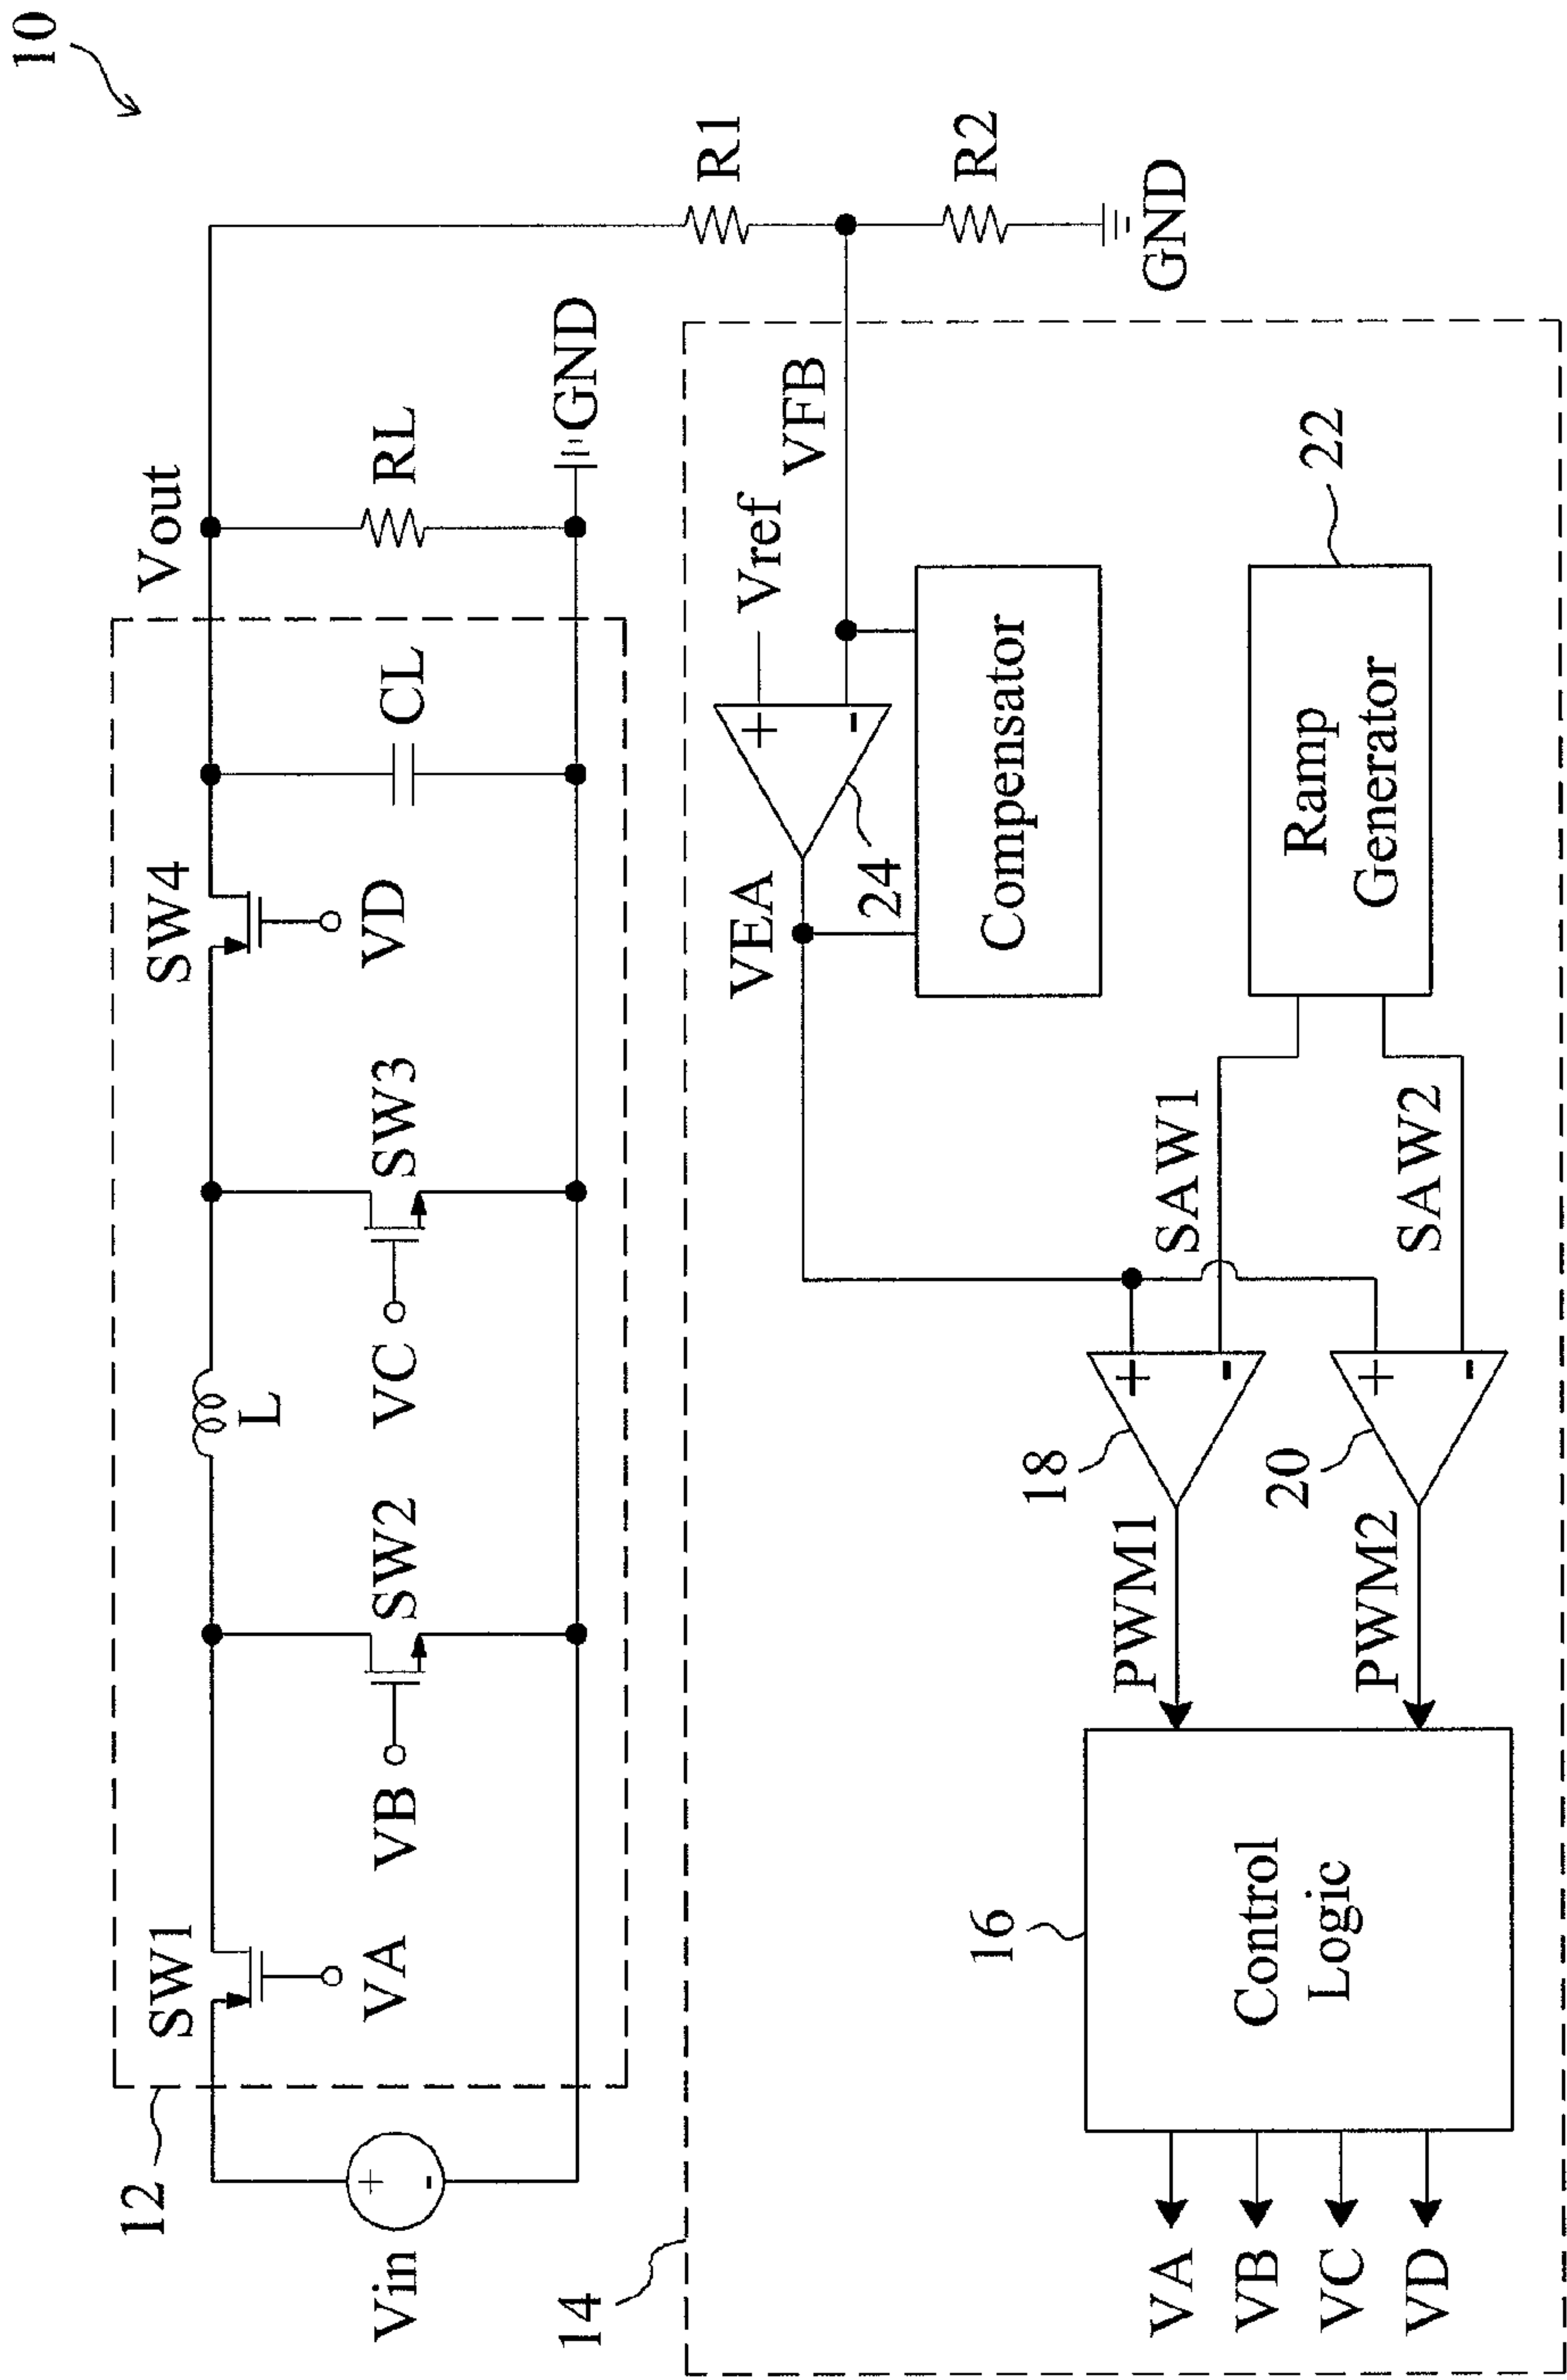 10
12
SW1
SW2
L
SW3
SW4
Vout
Vin
+
-
VA
VB
VC
VD
CL
RL
GND
R1
R2
GND
14
VEA
24
+
-
Vref
VFB
Compensator
16
Control
Logic
VA
VB
VC
VD
PWM1
PWM2
18
20
+
-
+
-
SAW1
SAW2
Ramp
Generator
22